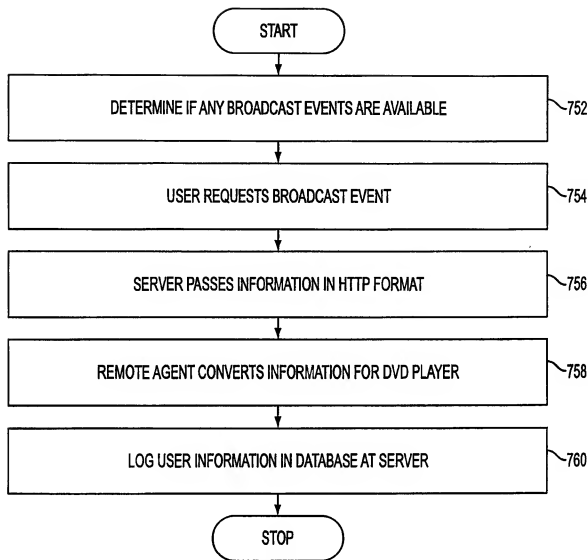 START
DETERMINE IF ANY BROADCAST EVENTS ARE AVAILABLE
752
USER REQUESTS BROADCAST EVENT
754
SERVER PASSES INFORMATION IN HTTP FORMAT
756
REMOTE AGENT CONVERTS INFORMATION FOR DVD PLAYER
758
LOG USER INFORMATION IN DATABASE AT SERVER
760
STOP